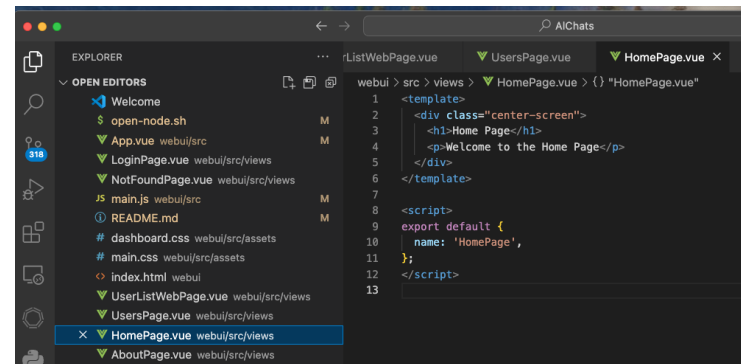 AIChats
EXPLORER
OPEN EDITORS
Welcome
$ open-node.sh M
App.vue webui/src M
LoginPage.vue webui/src/views
NotFoundPage.vue webui/src/views
JS main.js webui/src M
README.md M
# dashboard.css webui/src/assets
# main.css webui/src/assets
<> index.html webui
UserListWebPage.vue webui/src/views
UsersPage.vue webui/src/views
HomePage.vue webui/src/views
AboutPage.vue webui/src/views
318
rListWebPage.vue UsersPage.vue HomePage.vue
webui > src > views > HomePage.vue > {} "HomePage.vue"
1 <template>
2 <div class="center-screen">
3 <h1>Home Page</h1>
4 <p>Welcome to the Home Page</p>
5 </div>
6 </template>
7
8 <script>
9 export default {
10 name: 'HomePage',
11 };
12 </script>
13